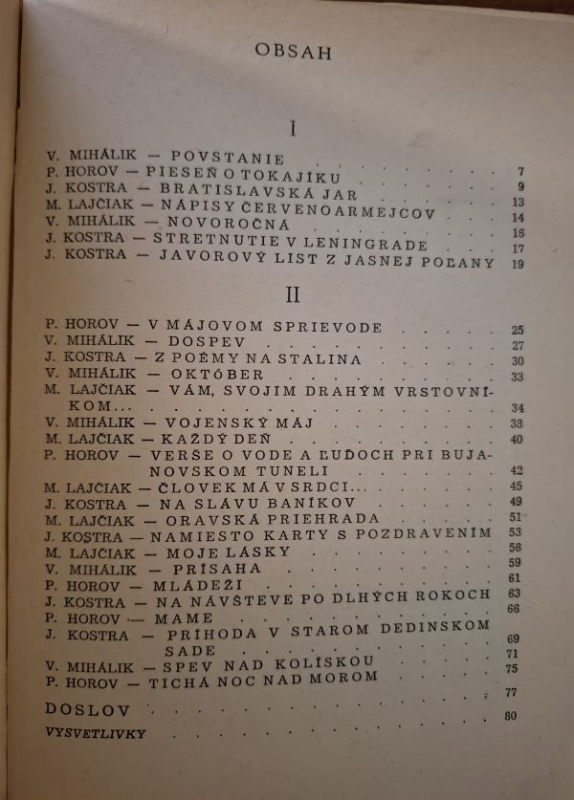 OBSAH
I
V. MIHÁLIK — POVSTANIE . . . . . . 7
P. HOROV — PIESEŇ O TOKAJÍKU . . . . 9
J. KOSTRA — BRATISLAVSKÁ JAR . . . . 13
M. LAJČIAK — NÁPISY ČERVENOARMEJCOV . . 14
V. MIHÁLIK — NOVOROČNÁ . . . . . . 16
J. KOSTRA — STRETNUTIE V LENINGRADE . . . 17
J. KOSTRA — JAVOROVÝ LIST Z JASNEJ POĽANY 19
II
P. HOROV — V MÁJOVOM SPRIEVODE . . . . . 25
V. MIHÁLIK — DOSPEV . . . . . . . 27
J. KOSTRA — Z POÉMY NA STALINA . . . . . 30
V. MIHÁLIK — OKTÓBER . . . . . . . 33
M. LAJČIAK — VÁM, SVOJIM DRAHÝM VRSTOVNÍ-
KOM... . . . . . . . . . . . . 34
V. MIHÁLIK — VOJENSKÝ MÁJ . . . . . . 38
M. LAJČIAK — KAŽDÝ DEŇ . . . . . . . 40
P. HOROV — VERŠE O VODE A ĽUĎOCH PRI BUJA-
NOVSKOM TUNELI . . . . . . 42
M. LAJČIAK — ČLOVEK MÁ V SRDCI... . . . . 45
J. KOSTRA — NA SLÁVU BANÍKOV . . . . . 49
M. LAJČIAK — ORAVSKÁ PRIEHRADA . . . . 51
J. KOSTRA — NAMIESTO KARTY S POZDRAVENÍM 53
M. LAJČIAK — MOJE LÁSKY . . . . . . 56
V. MIHÁLIK — PRÍSAHA . . . . . . . 59
P. HOROV — MLÁDEŽI . . . . . . . 61
J. KOSTRA — NA NÁVŠTEVE PO DLHÝCH ROKOCH 63
P. HOROV — MAME . . . . . . . . 66
J. KOSTRA — PRÍHODA V STAROM DEDINSKOM
SADE . . . . . . . . 69
V. MIHÁLIK — SPEV NAD KOLÍSKOU . . . . 71
P. HOROV — TICHÁ NOC NAD MOROM . . . . 75
DOSLOV . . . . . . . . . . . . 77
VYSVETLIVKY . . . . . . . . . . . 80